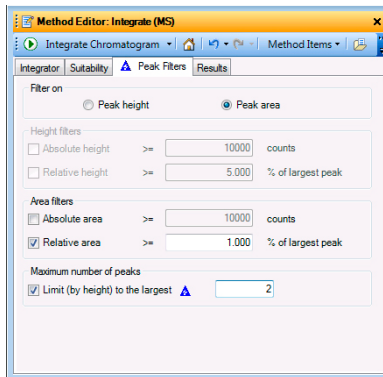 Method Editor: Integrate (MS)
Integrate Chromatogram Method Items
Integrator Suitability Peak Filters Results
Filter on
Peak height Peak area
Height filters
Absolute height >= 10000 counts
Relative height >= 5.000 % of largest peak
Area filters
Absolute area >= 10000 counts
Relative area >= 1.000 % of largest peak
Maximum number of peaks
Limit (by height) to the largest 2